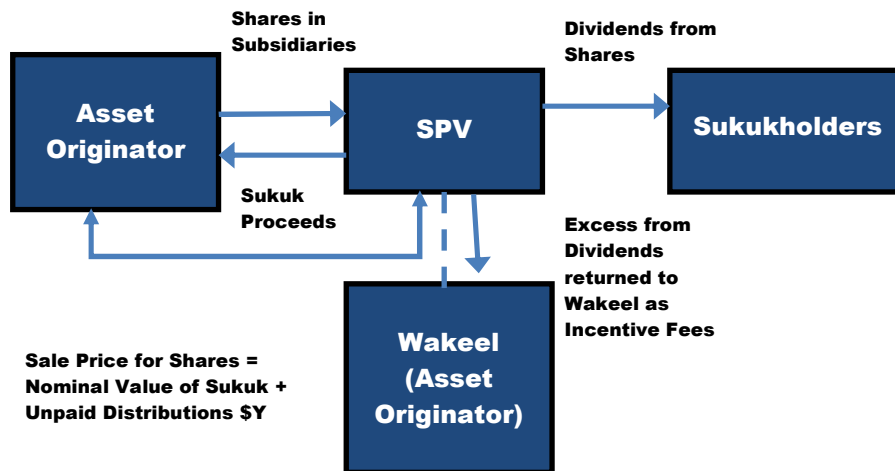 Shares in
Subsidiaries
Dividends from
Shares
Asset
Originator
SPV
Sukukholders
Sukuk
Proceeds
Excess from
Dividends
returned to
Wakeel as
Incentive Fees
Wakeel
(Asset
Originator)
Sale Price for Shares =
Nominal Value of Sukuk +
Unpaid Distributions $Y